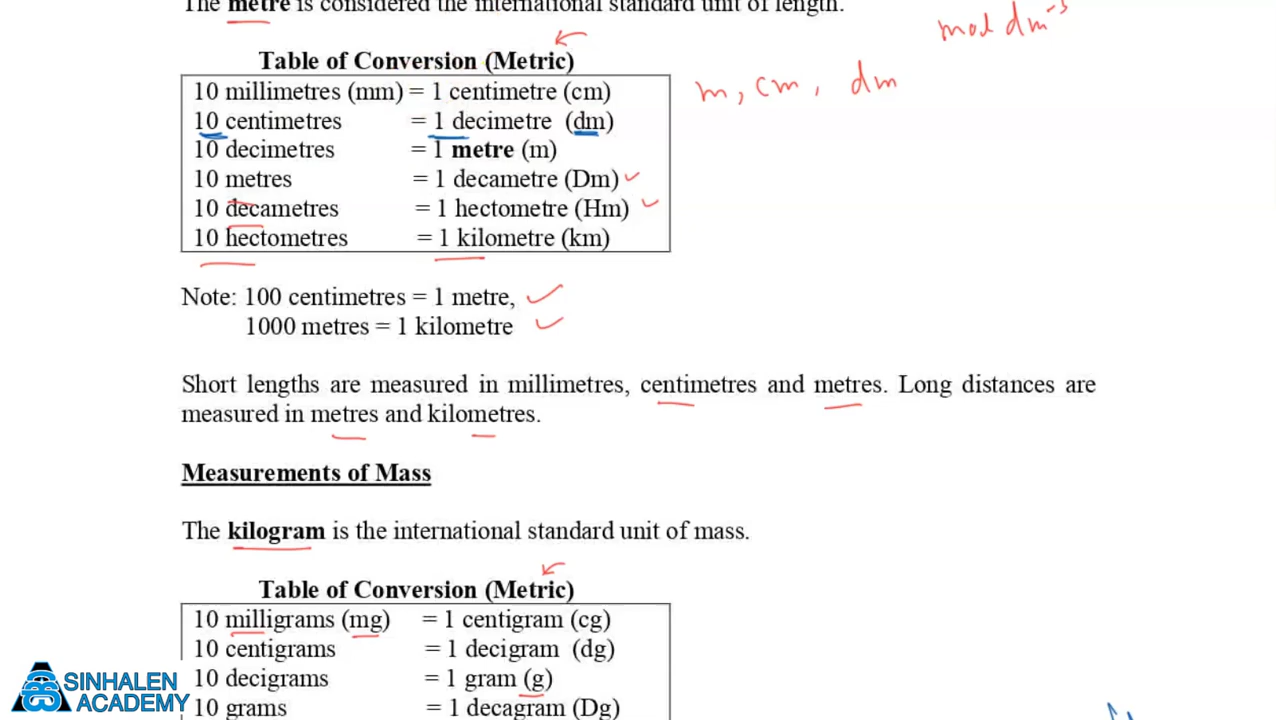 The metre is considered the international standard unit of length.
mol dm⁻³
Table of Conversion (Metric)
10 millimetres (mm) = 1 centimetre (cm)
m, cm, dm
10 centimetres = 1 decimetre (dm)
10 decimetres = 1 metre (m)
10 metres = 1 decametre (Dm)
10 decametres = 1 hectometre (Hm)
10 hectometres = 1 kilometre (km)
Note: 100 centimetres = 1 metre,
1000 metres = 1 kilometre
Short lengths are measured in millimetres, centimetres and metres. Long distances are
measured in metres and kilometres.
Measurements of Mass
The kilogram is the international standard unit of mass.
Table of Conversion (Metric)
10 milligrams (mg) = 1 centigram (cg)
10 centigrams = 1 decigram (dg)
10 decigrams = 1 gram (g)
10 grams = 1 decagram (Dg)
SINHALEN
ACADEMY